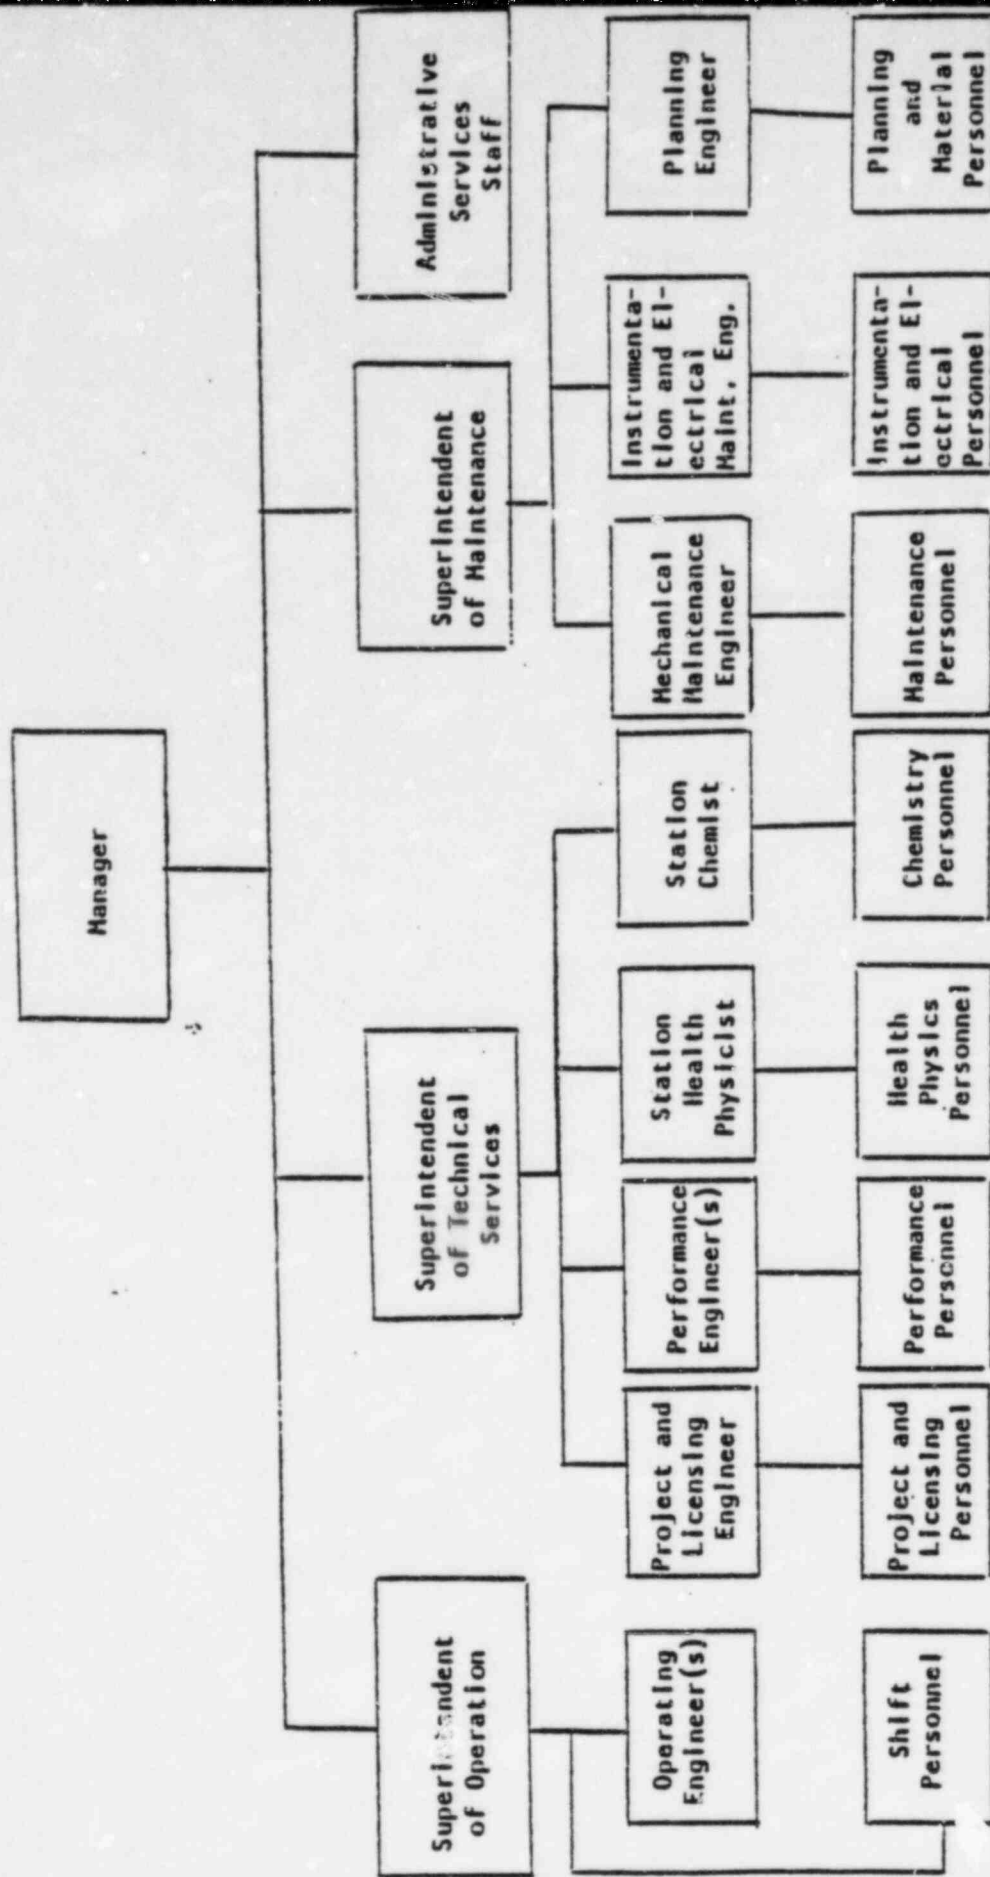 Manager
Superintendent
of Operation
Superintendent
of Technical
Services
Superintendent
of Maintenance
Administrative
Services
Staff
Operating
Engineer(s)
Project and
Licensing
Engineer
Performance
Engineer(s)
Station
Health
Physicist
Station
Chemist
Mechanical
Maintenance
Engineer
Instrumenta-
tion and El-
ectrical
Maint. Eng.
Planning
Engineer
Shift
Personnel
Project and
Licensing
Personnel
Performance
Personnel
Health
Physics
Personnel
Chemistry
Personnel
Maintenance
Personnel
Instrumenta-
tion and El-
ectrical
Personnel
Planning
and
Material
Personnel